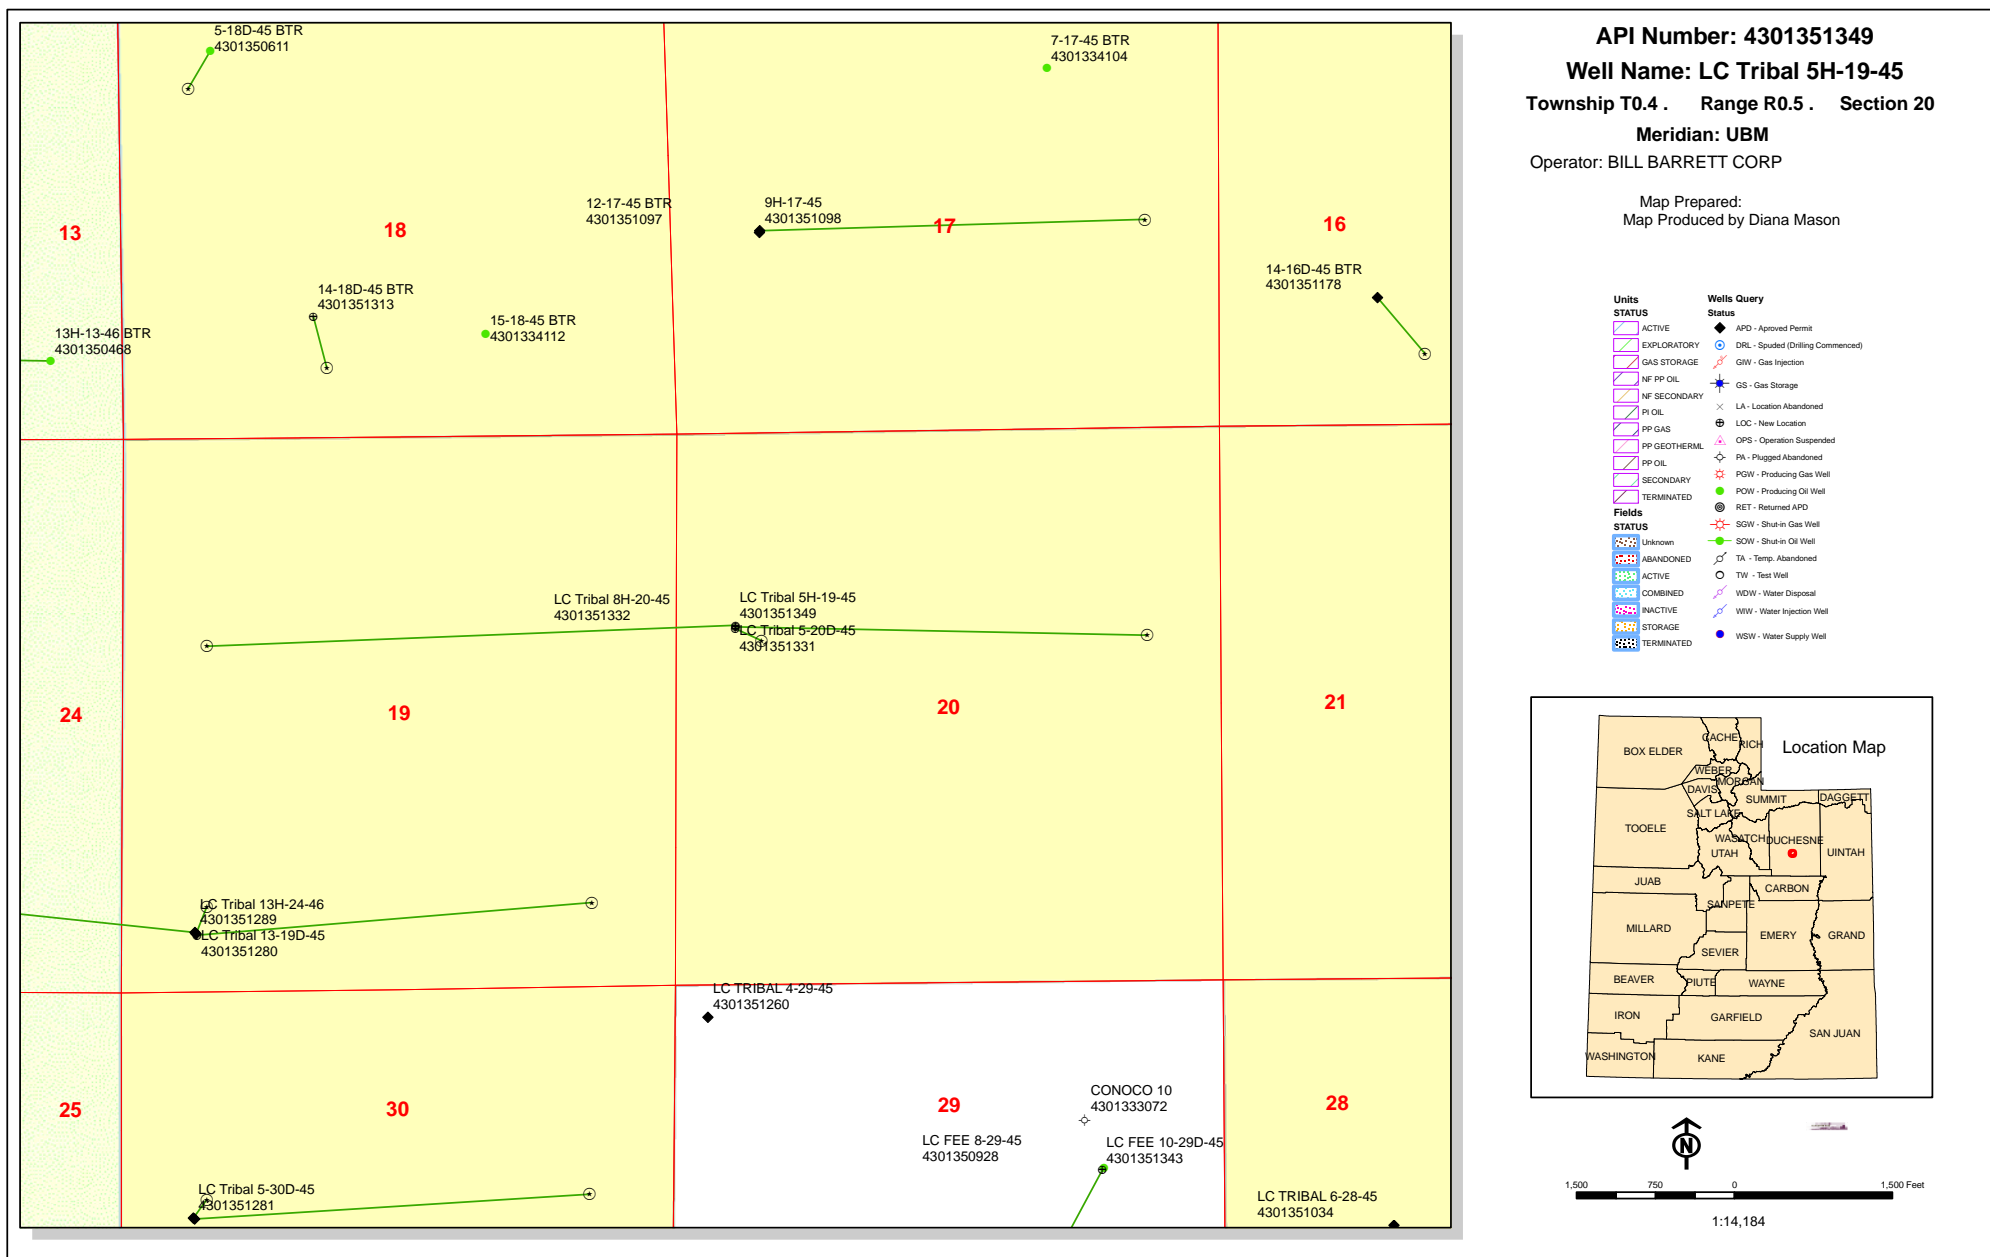 5-18D-45 BTR
4301350611
7-17-45 BTR
4301334104
12-17-45 BTR
4301351097
9H-17-45
4301351098
13
18
17
16
14-16D-45 BTR
4301351178
14-18D-45 BTR
4301351313
15-18-45 BTR
4301334112
13H-13-46 BTR
4301350468
LC Tribal 8H-20-45
4301351332
LC Tribal 5H-19-45
4301351349
LC Tribal 5-20D-45
4301351331
24
19
20
21
LC Tribal 13H-24-46
4301351289
LC Tribal 13-19D-45
4301351280
LC TRIBAL 4-29-45
4301351260
25
30
29
28
CONOCO 10
4301333072
LC FEE 8-29-45
4301350928
LC FEE 10-29D-45
4301351343
LC Tribal 5-30D-45
4301351281
LC TRIBAL 6-28-45
4301351034
API Number: 4301351349
Well Name: LC Tribal 5H-19-45
Township T0.4 . Range R0.5 . Section 20
Meridian: UBM
Operator: BILL BARRETT CORP
Map Prepared:
Map Produced by Diana Mason
Units
STATUS
ACTIVE
EXPLORATORY
GAS STORAGE
NF PP OIL
NF SECONDARY
PI OIL
PP GAS
PP GEOTHERML
PP OIL
SECONDARY
TERMINATED
Fields
STATUS
Unknown
ABANDONED
ACTIVE
COMBINED
INACTIVE
STORAGE
TERMINATED
Wells Query
Status
APD - Aproved Permit
DRL - Spuded (Drilling Commenced)
GIW - Gas Injection
GS - Gas Storage
LA - Location Abandoned
LOC - New Location
OPS - Operation Suspended
PA - Plugged Abandoned
PGW - Producing Gas Well
POW - Producing Oil Well
RET - Returned APD
SGW - Shut-in Gas Well
SOW - Shut-in Oil Well
TA - Temp. Abandoned
TW - Test Well
WDW - Water Disposal
WIW - Water Injection Well
WSW - Water Supply Well
Location Map
BOX ELDER
CACHE
RICH
WEBER
MORGAN
DAVIS
SUMMIT
DAGGETT
SALT LAKE
TOOELE
WASATCH
DUCHESNE
UTAH
UINTAH
JUAB
CARBON
SANPETE
MILLARD
EMERY
GRAND
SEVIER
BEAVER
PIUTE
WAYNE
IRON
GARFIELD
SAN JUAN
WASHINGTON
KANE
N
1,500 750 0 1,500 Feet
1:14,184